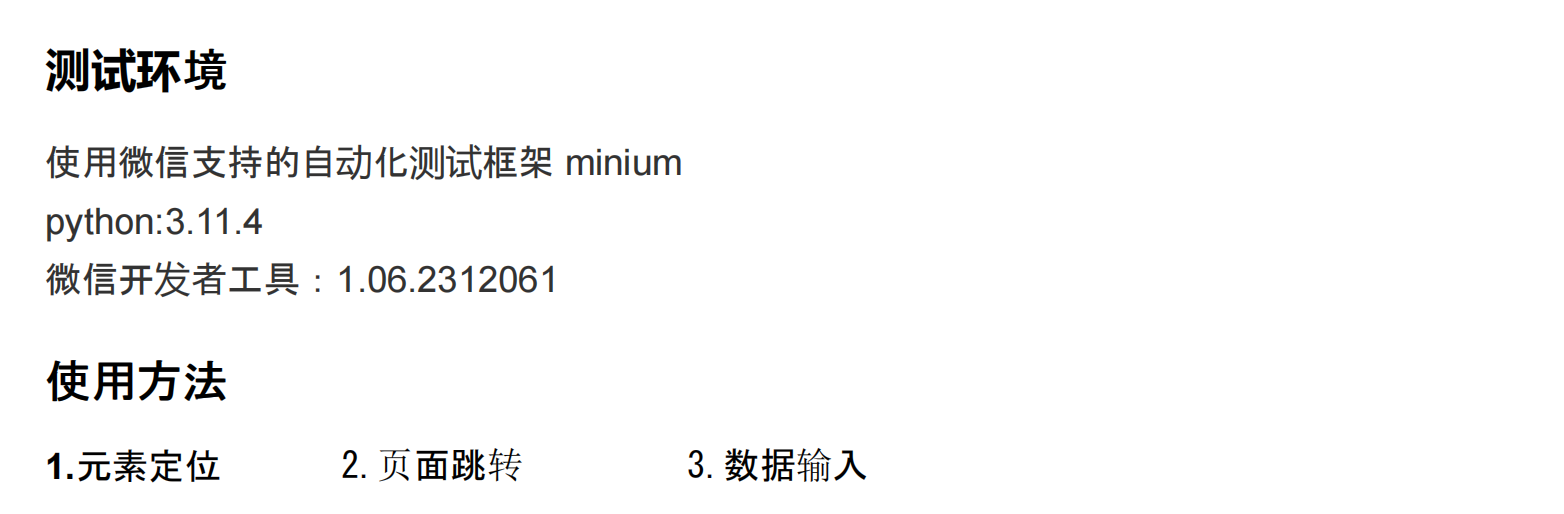 测试环境
使用微信支持的自动化测试框架 minium
python:3.11.4
微信开发者工具：1.06.2312061
使用方法
1.元素定位 2. 页面跳转 3. 数据输入